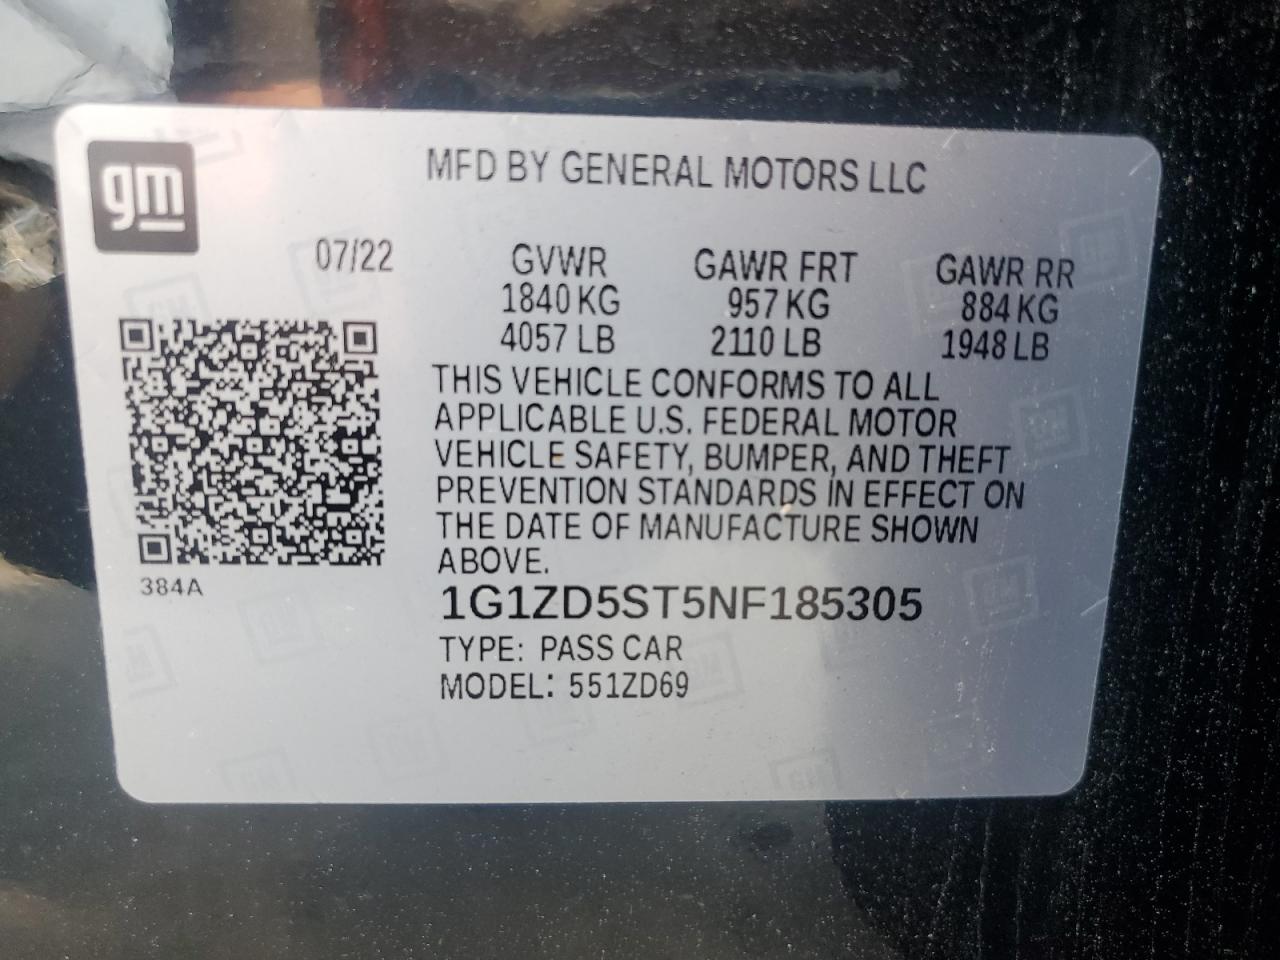 gm
MFD BY GENERAL MOTORS LLC
07/22 GVWR GAWR FRT GAWR RR
1840 KG 957 KG 884 KG
4057 LB 2110 LB 1948 LB
THIS VEHICLE CONFORMS TO ALL
APPLICABLE U.S. FEDERAL MOTOR
VEHICLE SAFETY, BUMPER, AND THEFT
PREVENTION STANDARDS IN EFFECT ON
THE DATE OF MANUFACTURE SHOWN
ABOVE.
384A
1G1ZD5ST5NF185305
TYPE: PASS CAR
MODEL: 551ZD69